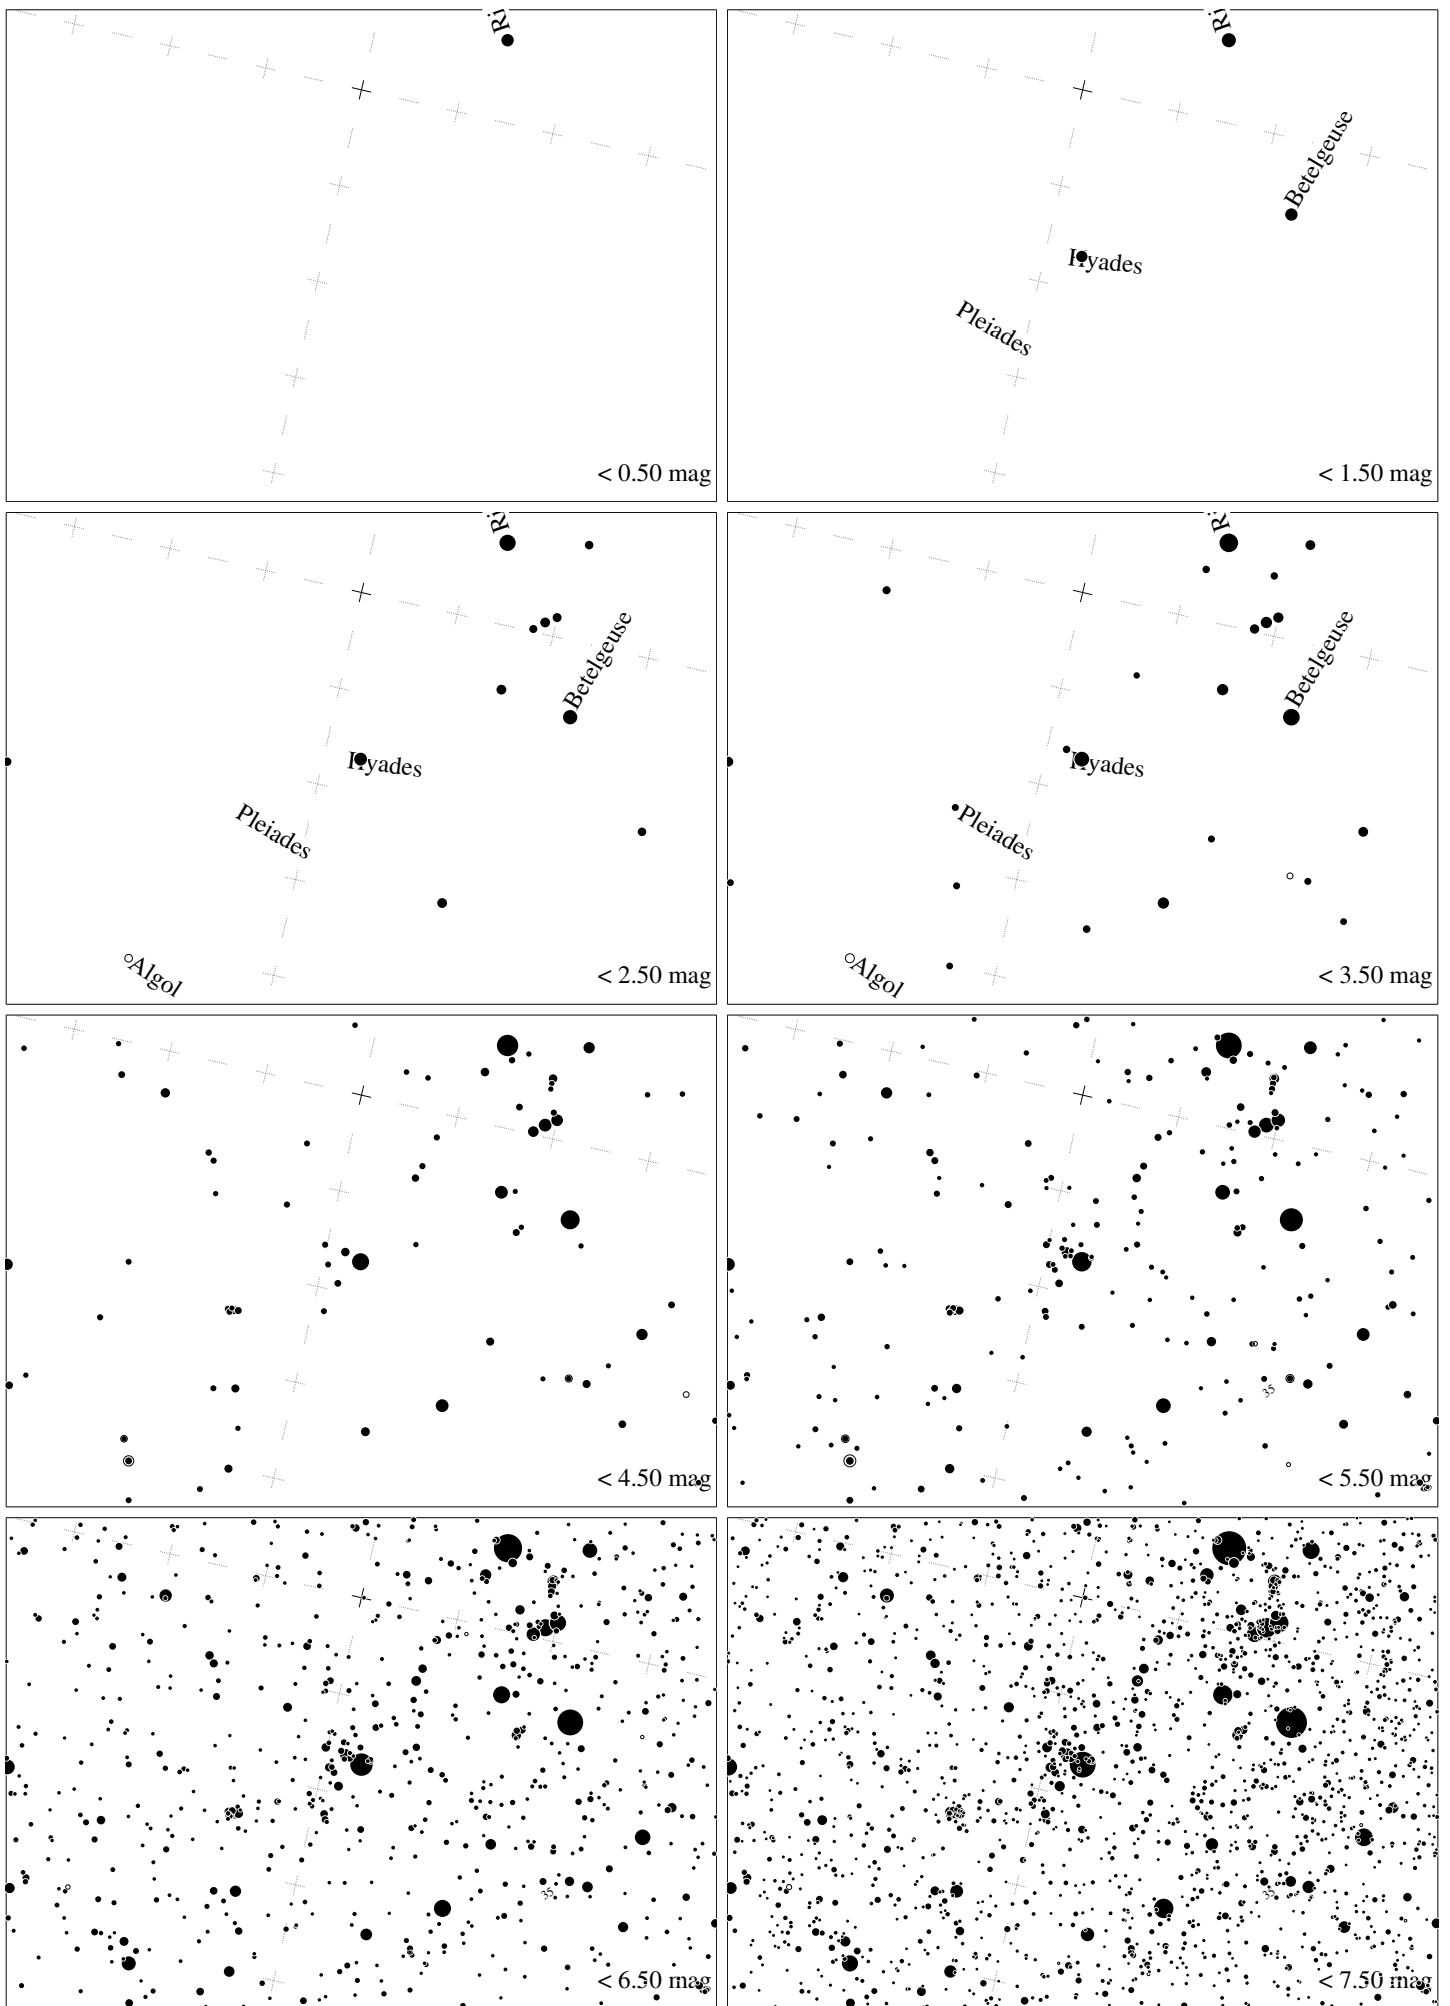 Ri
< 0.50 mag
Ri
Betelgeuse
Hyades
Pleiades
< 1.50 mag
Ri
Betelgeuse
Hyades
Pleiades
Algol
< 2.50 mag
Ri
Betelgeuse
Hyades
Pleiades
Algol
< 3.50 mag
< 4.50 mag
35
< 5.50 mag
35
< 6.50 mag
35
< 7.50 mag